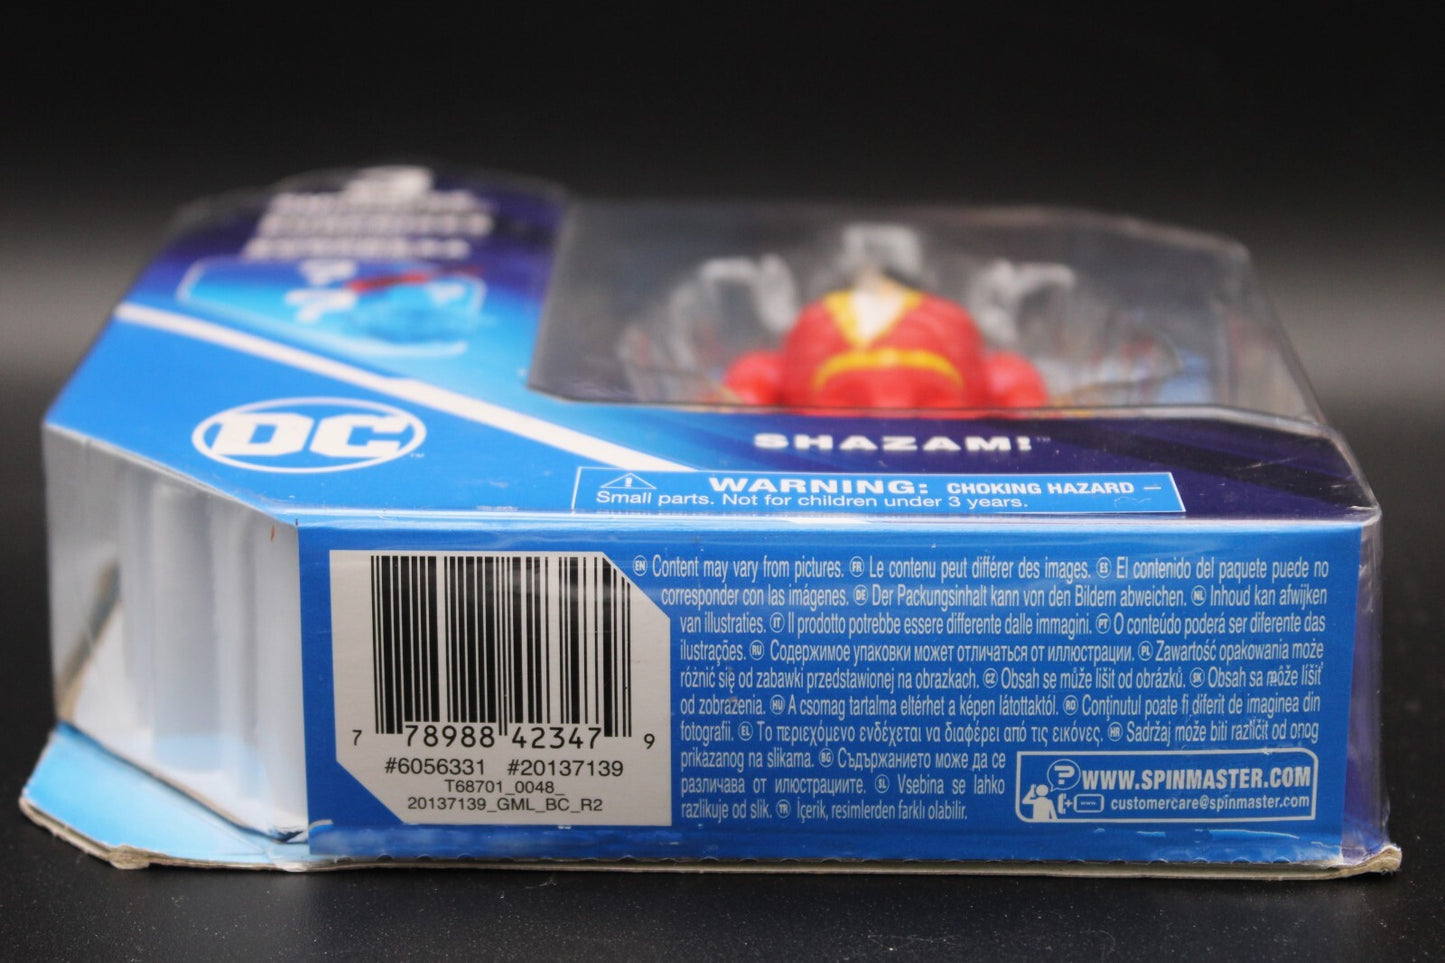 DC™
SHAZAM!™
WARNING: CHOKING HAZARD –
Small parts. Not for children under 3 years.
7 78988 42347 9
#6056331 #20137139
T68701_0048_
20137139_GML_BC_R2
EN Content may vary from pictures. FR Le contenu peut différer des images. ES El contenido del paquete puede no
corresponder con las imágenes. DE Der Packungsinhalt kann von den Bildern abweichen. NL Inhoud kan afwijken
van illustraties. IT Il prodotto potrebbe essere differente dalle immagini. PT O conteúdo poderá ser diferente das
ilustrações. RU Содержимое упаковки может отличаться от иллюстрации. PL Zawartość opakowania może
różnić się od zabawki przedstawionej na obrazkach. CZ Obsah se může lišit od obrázků. SK Obsah sa môže líšiť
od zobrazenia. HU A csomag tartalma eltérhet a képen látottaktól. RO Conţinutul poate fi diferit de imaginea din
fotografii. EL Το περιεχόμενο ενδέχεται να διαφέρει από τις εικόνες. HR Sadržaj može biti različit od onog
prikazanog na slikama. BG Съдържанието може да се
различава от илюстрациите. SL Vsebina se lahko
razlikuje od slik. TR İçerik, resimlerden farklı olabilir.
WWW.SPINMASTER.COM
www customercare@spinmaster.com